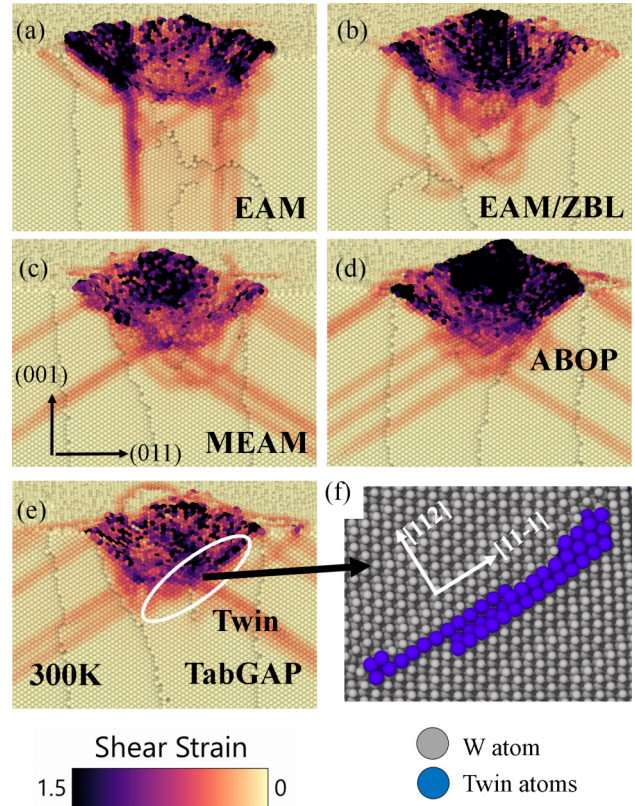 (a)
EAM
(b)
EAM/ZBL
(c)
(001)
(011)
MEAM
(d)
ABOP
(e)
Twin
300K
TabGAP
(f)
[112]
[11-1]
Shear Strain
1.5
0
W atom
Twin atoms